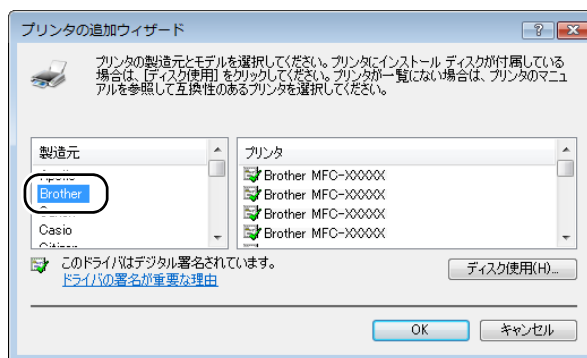 プリンタの追加ウィザード
プリンタの製造元とモデルを選択してください。プリンタにインストール ディスクが付属している
場合は、[ディスク使用] をクリックしてください。プリンタが一覧にない場合は、プリンタのマニュ
アルを参照して互換性のあるプリンタを選択してください。
製造元
Brother
Casio
プリンタ
Brother MFC-XXXXX
Brother MFC-XXXXX
Brother MFC-XXXXX
Brother MFC-XXXXX
このドライバはデジタル署名されています。
ドライバの署名が重要な理由
ディスク使用(H)...
OK
キャンセル